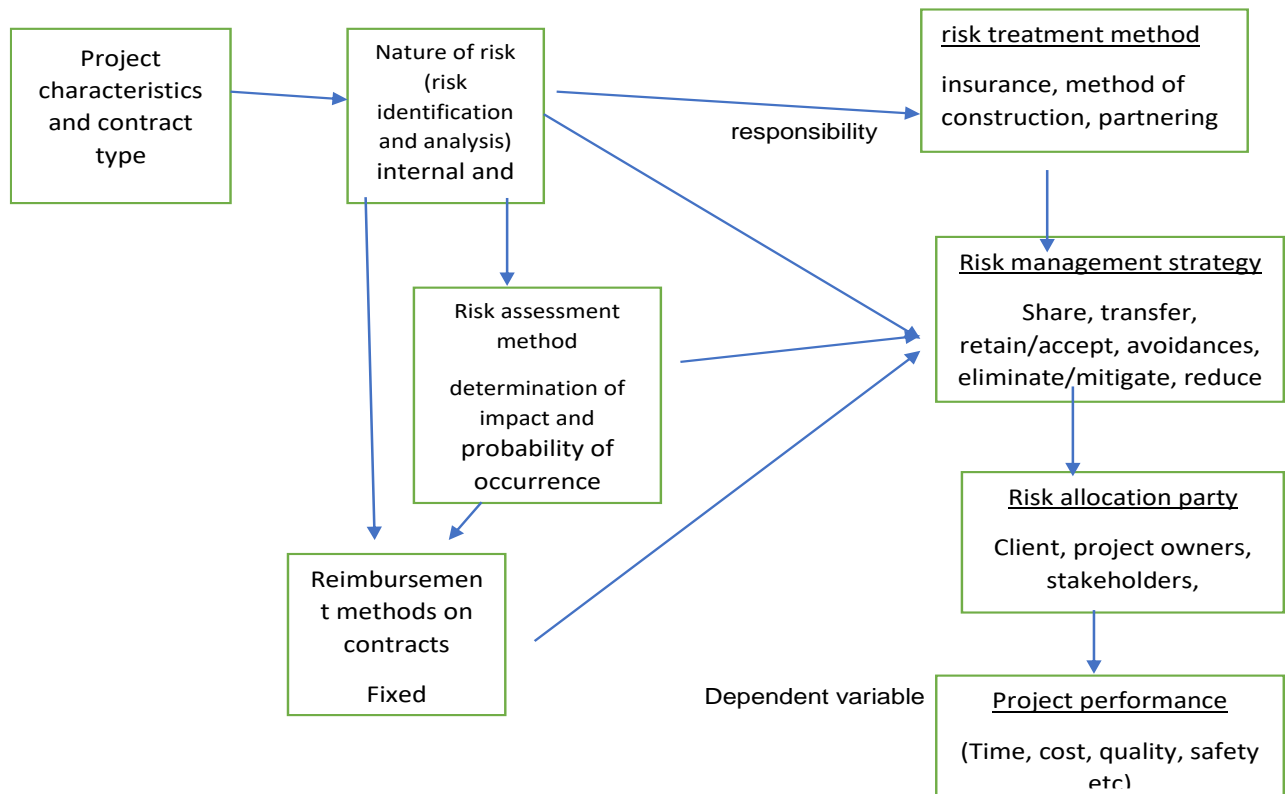 Project
characteristics
and contract
type
Nature of risk
(risk
identification
and analysis)
internal and
responsibility
risk treatment method
insurance, method of
construction, partnering
Risk assessment
method
determination of
impact and
probability of
occurrence
Risk management strategy
Share, transfer,
retain/accept, avoidances,
eliminate/mitigate, reduce
Reimbursemen
t methods on
contracts
Fixed
Risk allocation party
Client, project owners,
stakeholders,
Dependent variable
Project performance
(Time, cost, quality, safety
etc)